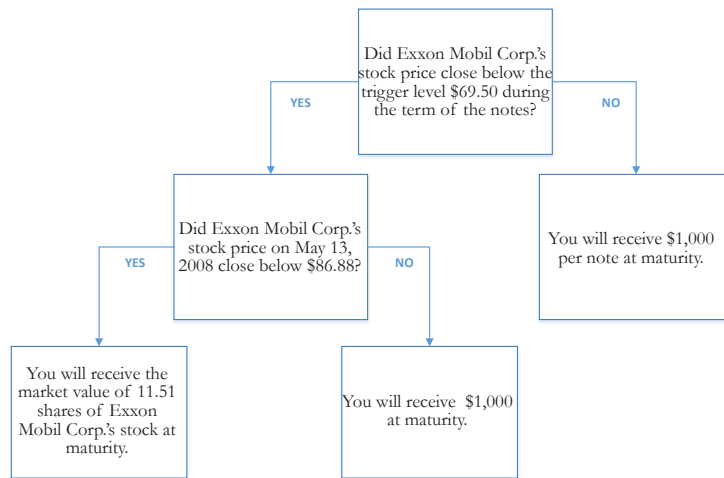 Did Exxon Mobil Corp.'s
stock price close below the
trigger level $69.50 during
the term of the notes?
YES
NO
Did Exxon Mobil Corp.'s
stock price on May 13,
2008 close below $86.88?
You will receive $1,000
per note at maturity.
YES
NO
You will receive the
market value of 11.51
shares of Exxon
Mobil Corp.'s stock at
maturity.
You will receive $1,000
at maturity.